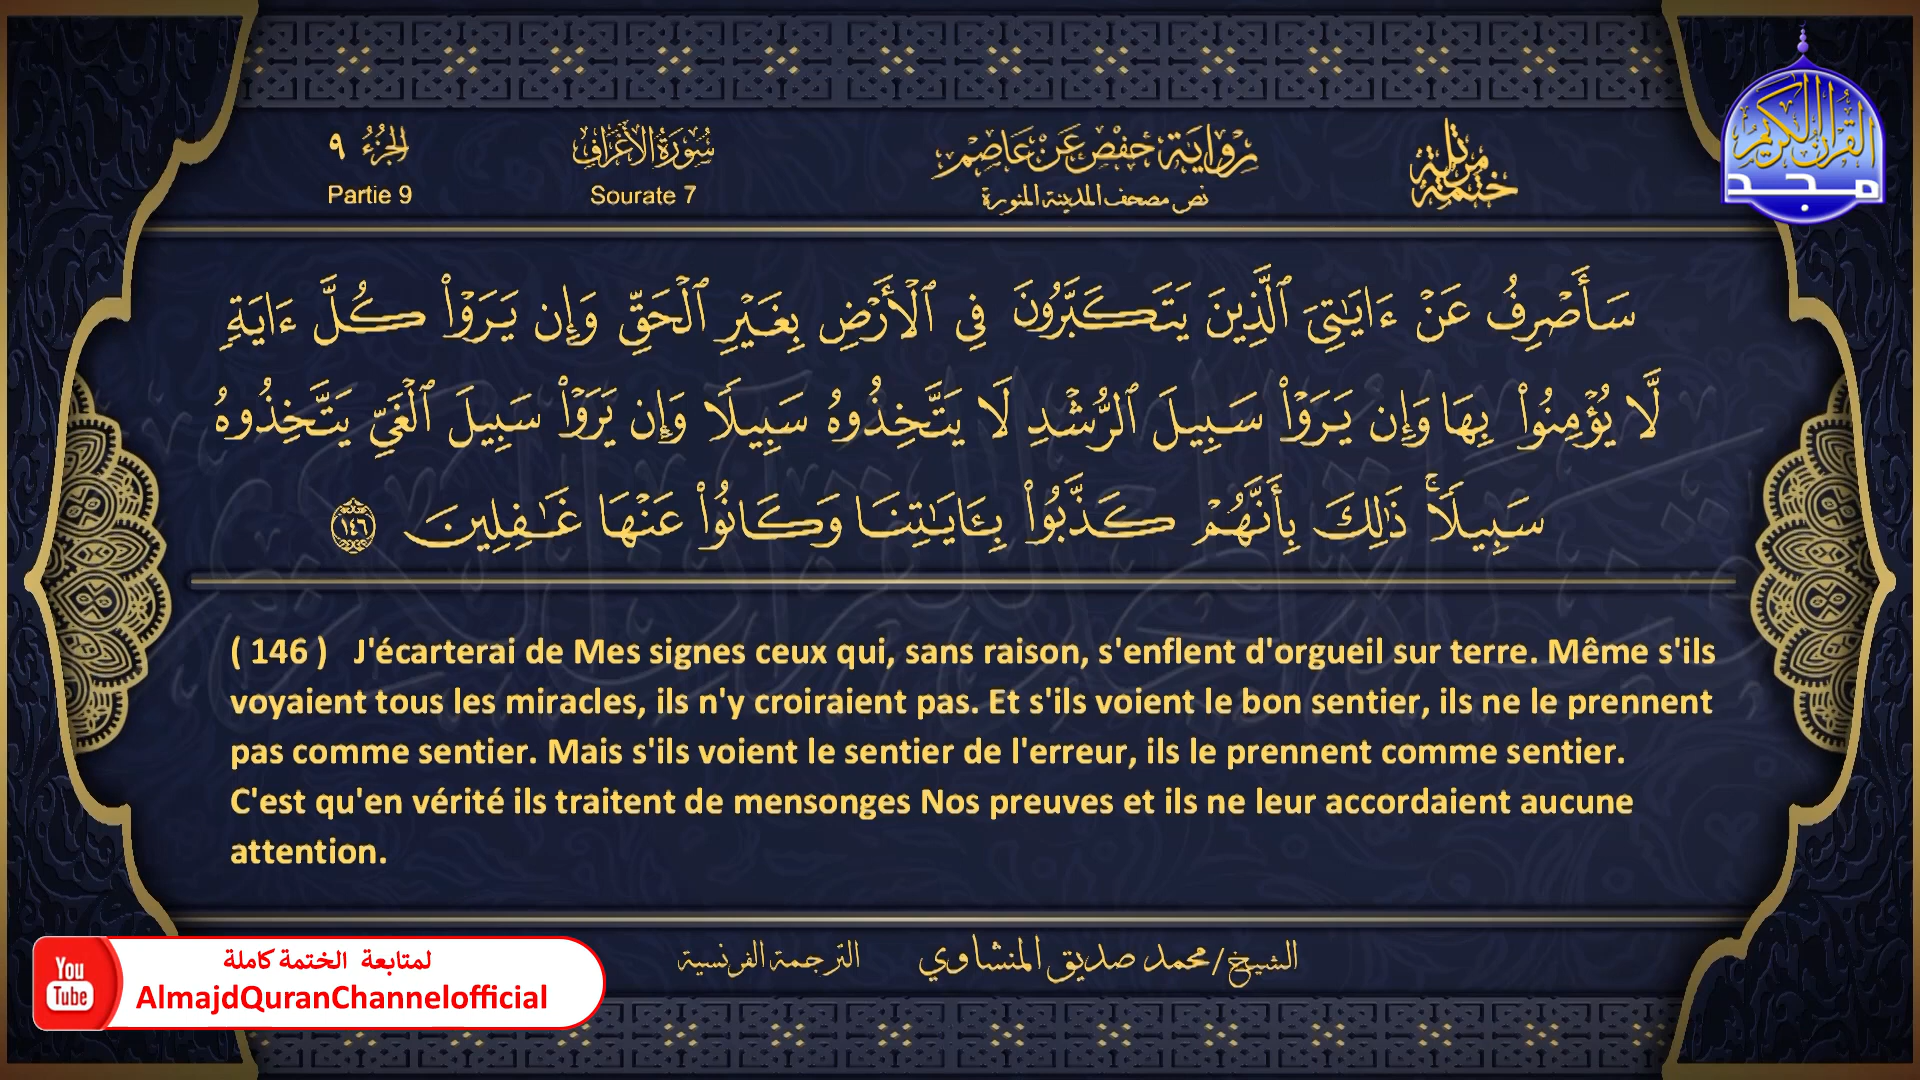 الجزء ٩
Partie 9
سورة الأعراف
Sourate 7
رواية حفص عن عاصم
نص مصحف المدينة المنورة
ختمة مرتلة
القرآن الكريم
مجد
سَأَصْرِفُ عَنْ ءَايَٰتِىَ ٱلَّذِينَ يَتَكَبَّرُونَ فِى ٱلْأَرْضِ بِغَيْرِ ٱلْحَقِّ وَإِن يَرَوْا۟ كُلَّ ءَايَةٍ
لَّا يُؤْمِنُوا۟ بِهَا وَإِن يَرَوْا۟ سَبِيلَ ٱلرُّشْدِ لَا يَتَّخِذُوهُ سَبِيلًا وَإِن يَرَوْا۟ سَبِيلَ ٱلْغَىِّ يَتَّخِذُوهُ
سَبِيلًا ۚ ذَٰلِكَ بِأَنَّهُمْ كَذَّبُوا۟ بِـَٔايَٰتِنَا وَكَانُوا۟ عَنْهَا غَٰفِلِينَ ١٤٦
( 146 ) J'écarterai de Mes signes ceux qui, sans raison, s'enflent d'orgueil sur terre. Même s'ils
voyaient tous les miracles, ils n'y croiraient pas. Et s'ils voient le bon sentier, ils ne le prennent
pas comme sentier. Mais s'ils voient le sentier de l'erreur, ils le prennent comme sentier.
C'est qu'en vérité ils traitent de mensonges Nos preuves et ils ne leur accordaient aucune
attention.
الشيخ/محمد صديق المنشاوي
الترجمة الفرنسية
You
Tube
لمتابعة الختمة كاملة
AlmajdQuranChannelofficial